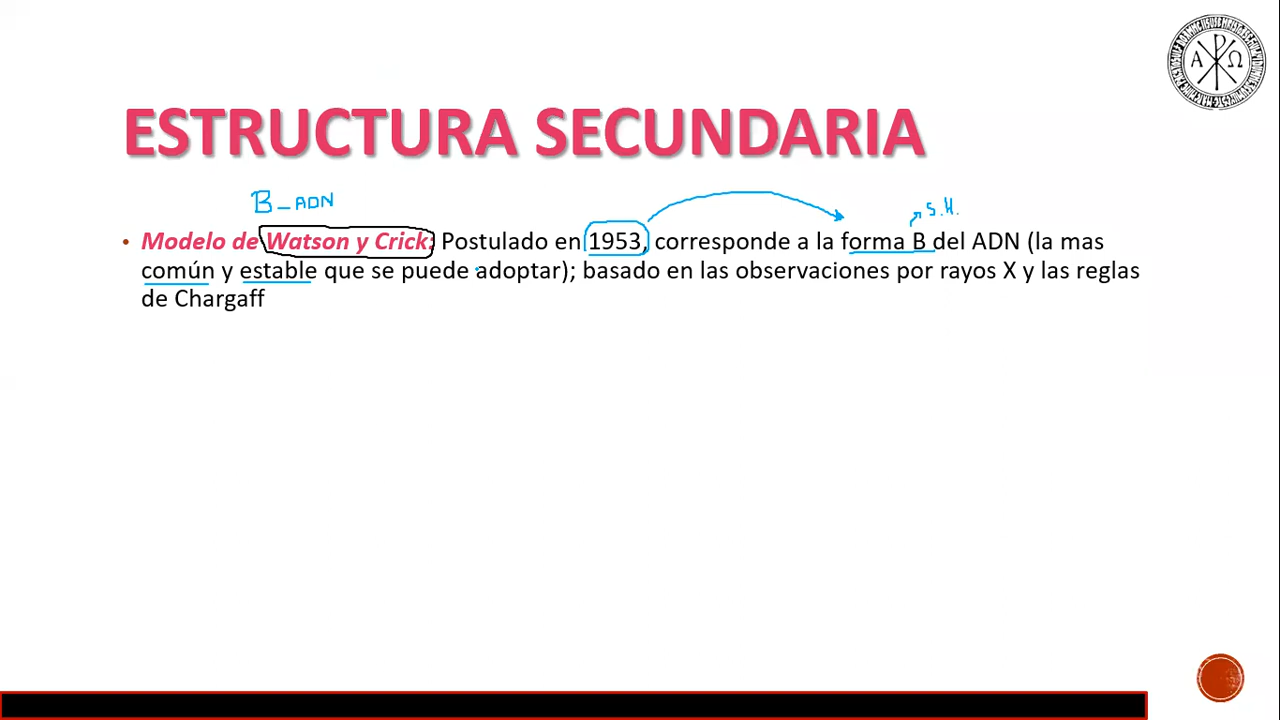 ESTRUCTURA SECUNDARIA
B_ADN
S.H.
• Modelo de Watson y Crick: Postulado en 1953, corresponde a la forma B del ADN (la mas
común y estable que se puede adoptar); basado en las observaciones por rayos X y las reglas
de Chargaff
Α Ω